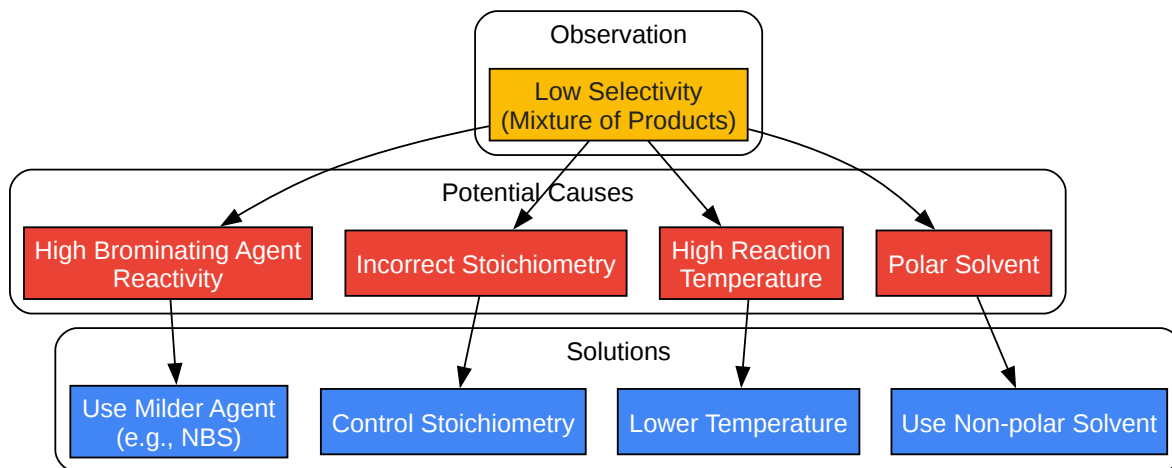 Observation
Low Selectivity
(Mixture of Products)
Potential Causes
High Brominating Agent
Reactivity
Incorrect Stoichiometry
High Reaction
Temperature
Polar Solvent
Solutions
Use Milder Agent
(e.g., NBS)
Control Stoichiometry
Lower Temperature
Use Non-polar Solvent